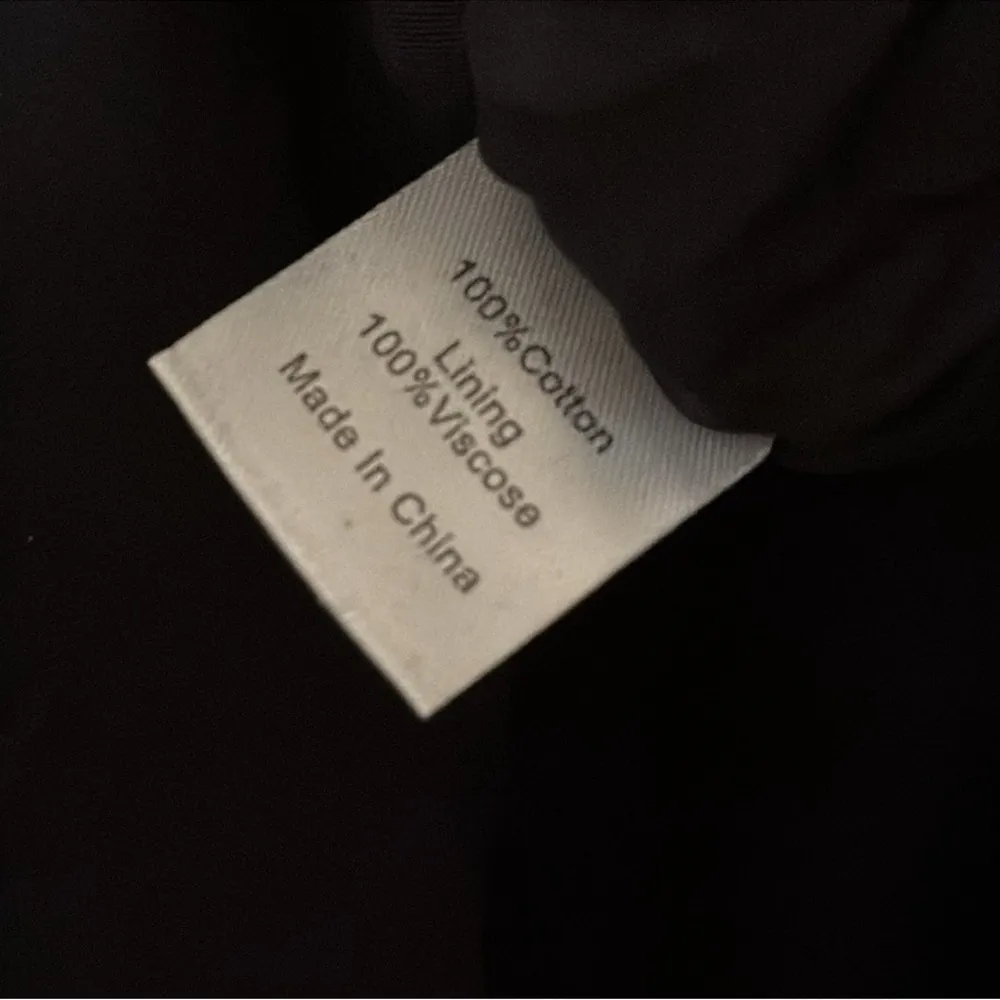 100%Cotton
Lining
100%Viscose
Made In China